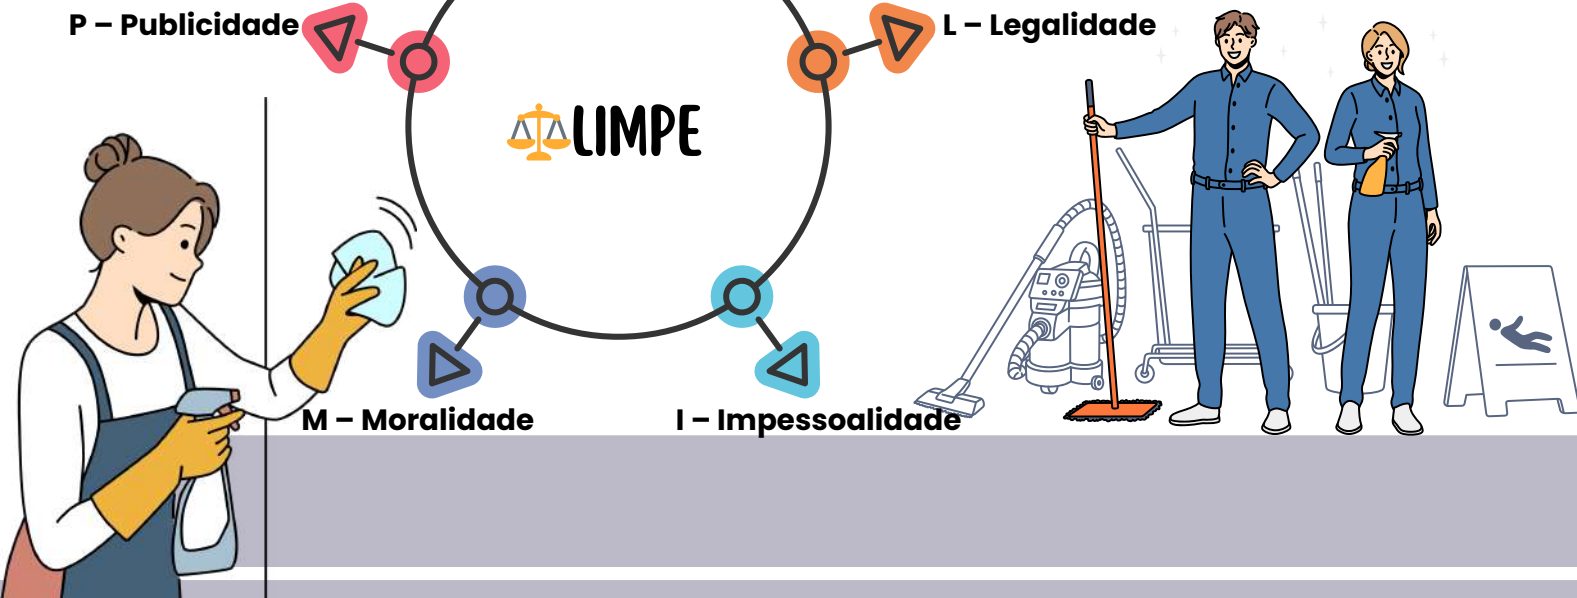 P – Publicidade
L – Legalidade
LIMPE
M – Moralidade
I – Impessoalidade